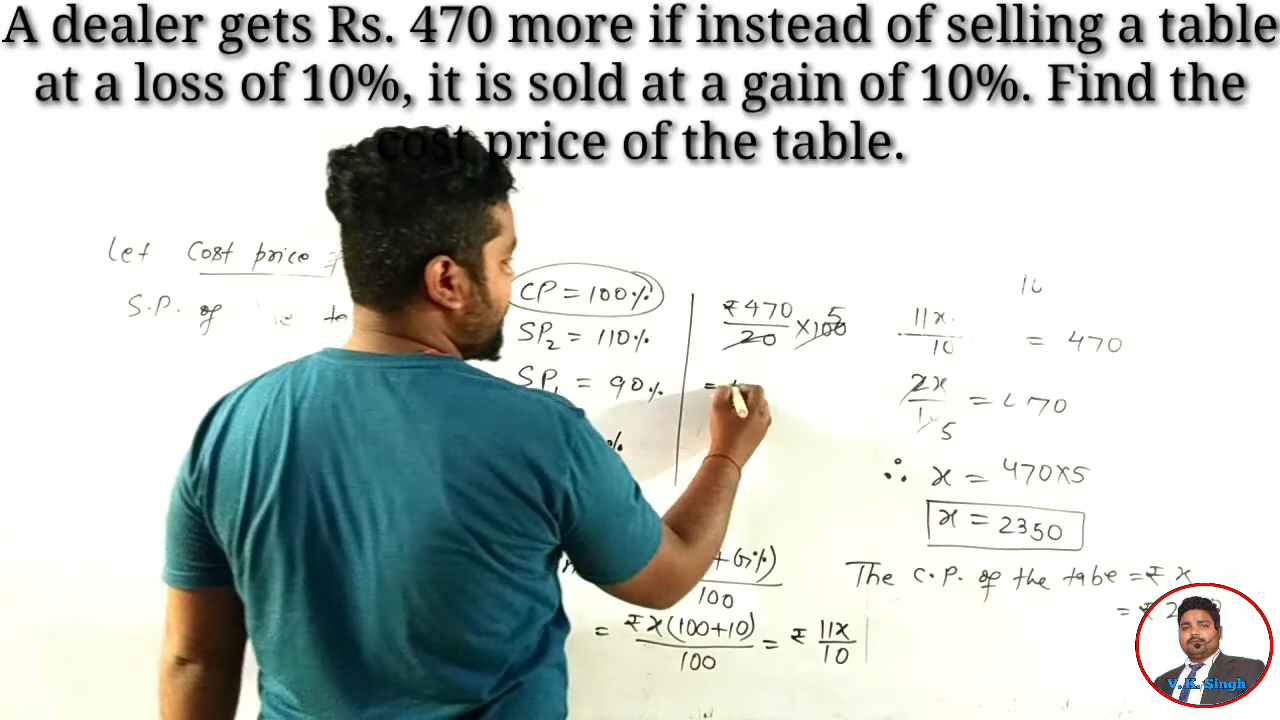 A dealer gets Rs. 470 more if instead of selling a table
at a loss of 10%, it is sold at a gain of 10%. Find the
cost price of the table.
Let Cost price
S.P. of
CP = 100%
SP₂ = 110%
SP₁ = 90%
%
₹470/20 × 100
5
=
11x/10 = 470
2x/ = 470
5
∴ x = 470×5
x = 2350
The C.P. of the tabe = ₹ x
= ₹ 2
+G%)/100
= ₹ x(100+10)/100 = ₹ 11x/10
V.K.Singh